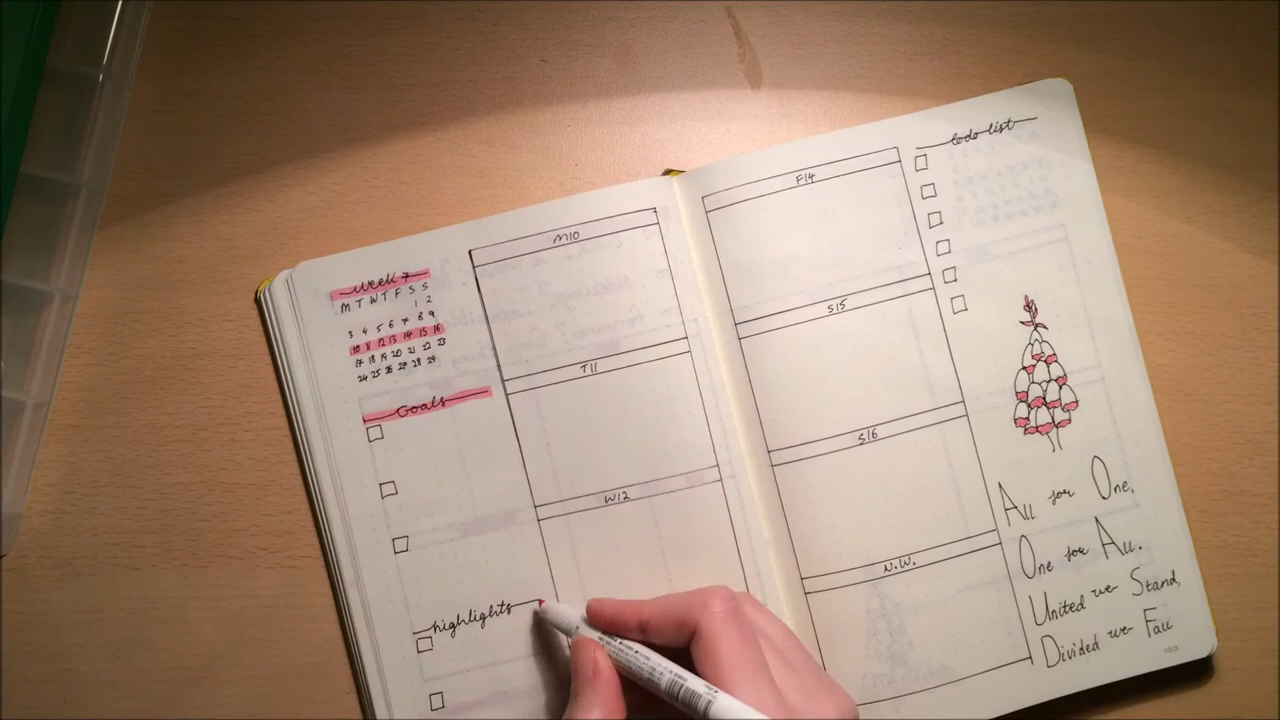 week 7
M T W T F S S
1 2
3 4 5 6 7 8 9
10 11 12 13 14 15 16
17 18 19 20 21 22 23
24 25 26 27 28 29
Goals
highlights
M10
T11
W12
F14
S15
S16
N.W.
todo list
All for One,
One for All.
United we Stand,
Divided we Fall
103